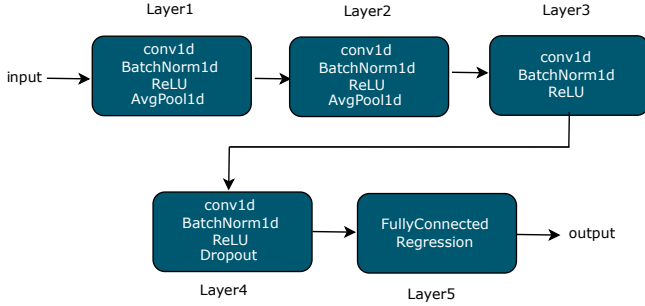 Layer1
Layer2
Layer3
input
conv1d
BatchNorm1d
ReLU
AvgPool1d
conv1d
BatchNorm1d
ReLU
AvgPool1d
conv1d
BatchNorm1d
ReLU
conv1d
BatchNorm1d
ReLU
Dropout
FullyConnected
Regression
output
Layer4
Layer5